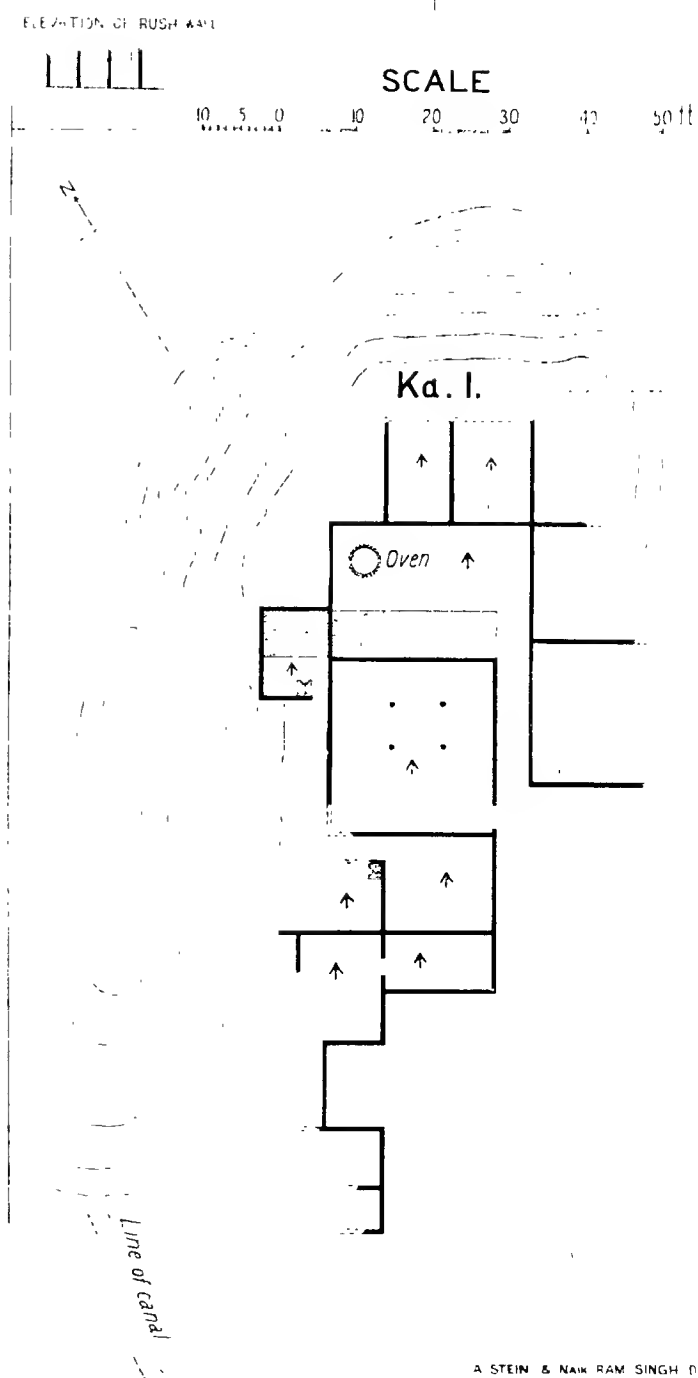 ELEVATION OF RUSH WALL
SCALE
10 5 0 10 20 30 40 50 ft
N
Ka. I.
Oven
Line of canal
A STEIN & NAIK RAM SINGH